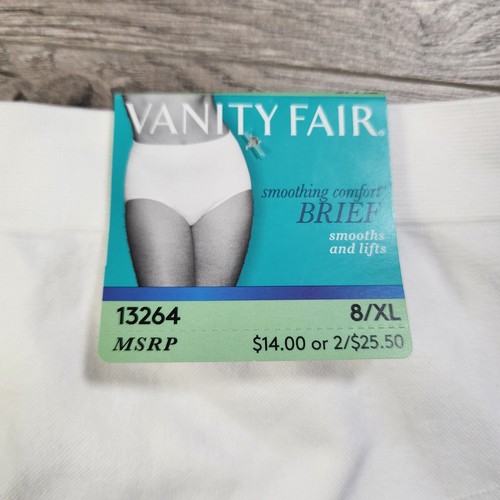 VANITY FAIR®
smoothing comfort®
BRIEF
smooths
and lifts
13264 8/XL
MSRP $14.00 or 2/$25.50